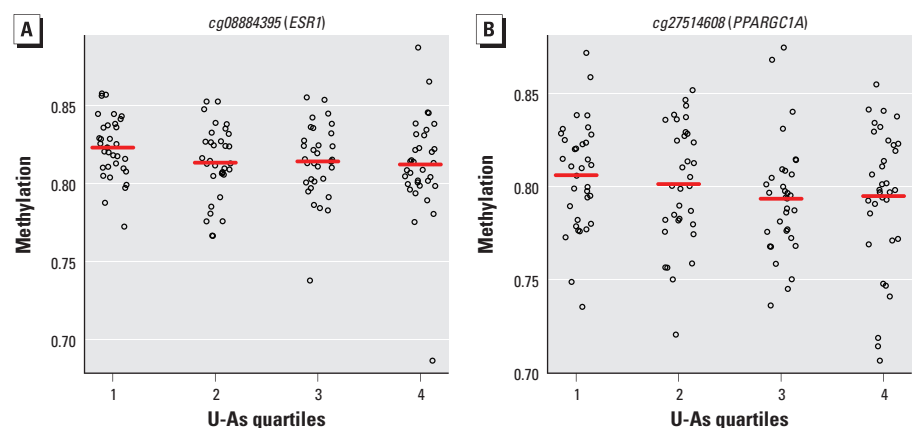 A
cg08884395 (ESR1)
Methylation
0.85
0.80
0.75
0.70
1 2 3 4
U-As quartiles
B
cg27514608 (PPARGC1A)
Methylation
0.85
0.80
0.75
0.70
1 2 3 4
U-As quartiles